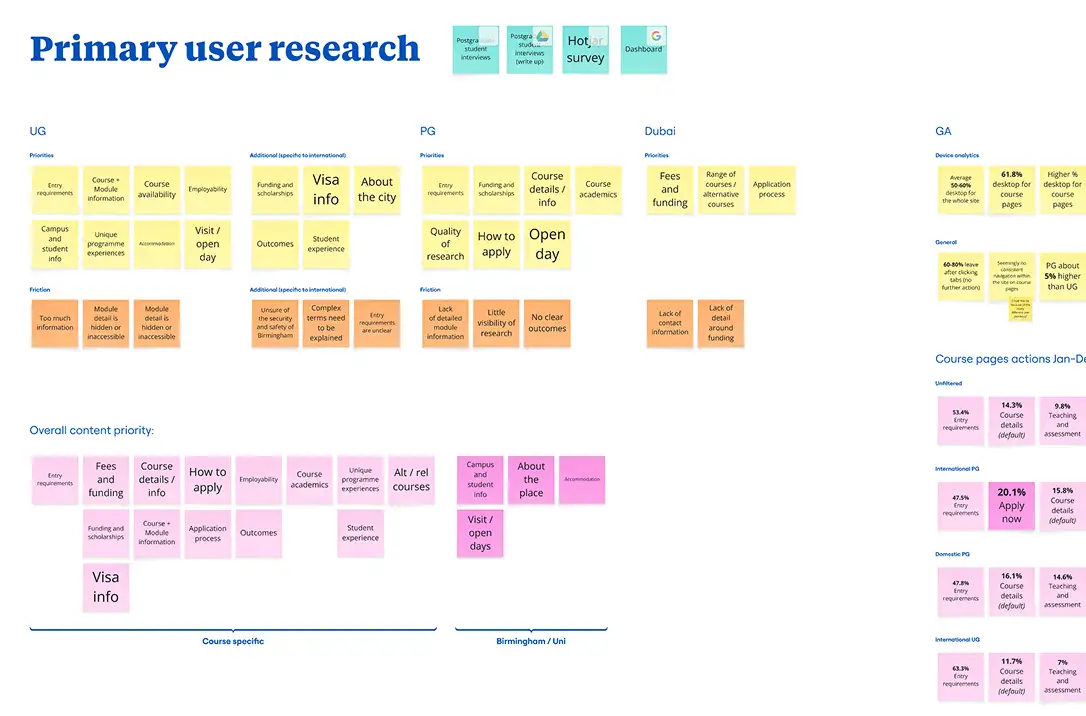 Primary user research
Postgraduate
student
interviews
student
interviews
(write up)
Hotjar
survey
Dashboard
UG
Priorities
Entry
requirements
Course +
Module
information
Course
availability
Employability
Campus
and
student
info
Unique
programme
experiences
Accommodation
Visit /
open
day
Additional (specific to international)
Funding and
scholarships
Visa
info
About
the city
Outcomes
Student
experience
Friction
Too much
information
Module
detail is
hidden or
inaccessible
Module
detail is
hidden or
inaccessible
Additional (specific to international)
Unsure of
the security
and safety of
Birmingham
Complex
terms need
to be
explained
Entry
requirements
are unclear
PG
Priorities
Entry
requirements
Funding and
scholarships
Course
details /
info
Course
academics
Quality
of
research
How to
apply
Open
day
Friction
Lack
of detailed
module
information
Little
visibility of
research
No clear
outcomes
Dubai
Priorities
Fees
and
funding
Range of
courses /
alternative
courses
Application
process
Lack of
contact
information
Lack of
detail
around
funding
GA
Device analytics
Average
50-60%
desktop for
the whole site
61.8%
desktop for
course
pages
Higher %
desktop for
course
pages
General
60-80% leave
after clicking
tabs (no
further action)
Seemingly no
consistent
navigation within
the site on course
pages
PG about
5% higher
than UG
Course pages actions Jan-De
Unfiltered
53.4%
Entry
requirements
14.3%
Course
details
(default)
9.8%
Teaching
and
assessment
International PG
47.5%
Entry
requirements
20.1%
Apply
now
15.8%
Course
details
(default)
Domestic PG
47.8%
Entry
requirements
16.1%
Course
details
(default)
14.6%
Teaching
and
assessment
International UG
63.3%
Entry
requirements
11.7%
Course
details
(default)
7%
Teaching
and
assessment
Overall content priority:
Entry
requirements
Fees
and
funding
Course
details /
info
How to
apply
Employability
Course
academics
Unique
programme
experiences
Alt / rel
courses
Funding and
scholarships
Course +
Module
information
Application
process
Outcomes
Student
experience
Visa
info
Course specific
Campus
and
student
info
About
the
place
Accommodation
Visit /
open
days
Birmingham / Uni